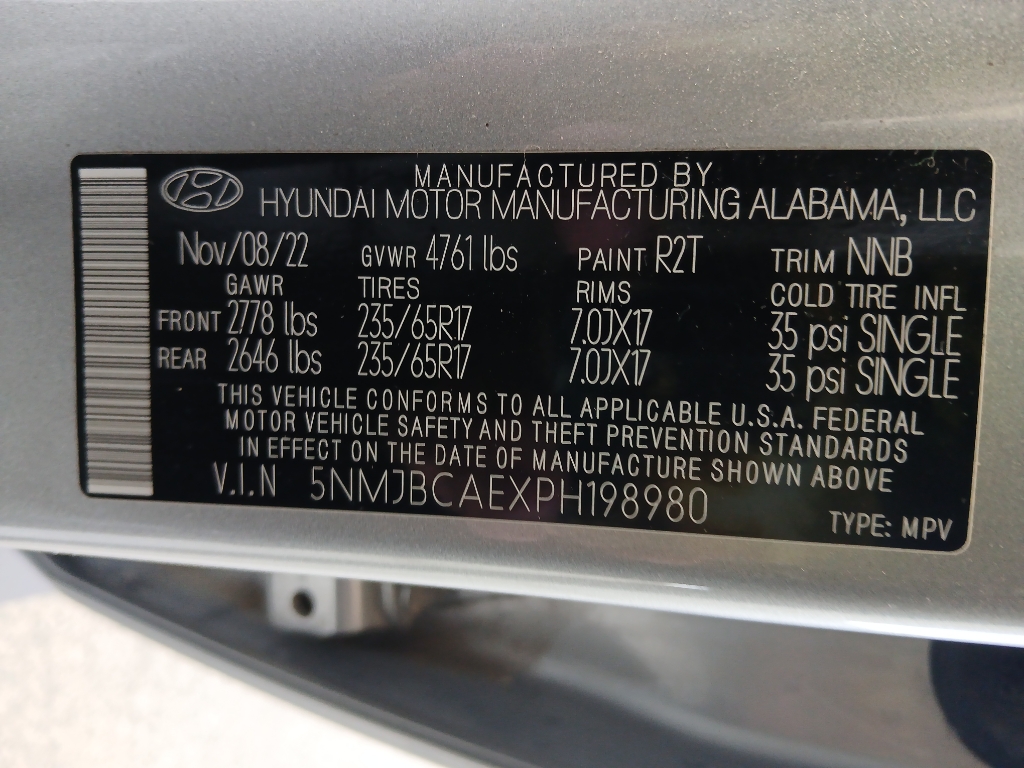 MANUFACTURED BY
HYUNDAI MOTOR MANUFACTURING ALABAMA, LLC
Nov/08/22 GVWR 4761 lbs PAINT R2T TRIM NNB
GAWR TIRES RIMS COLD TIRE INFL
FRONT 2778 lbs 235/65R17 7.0JX17 35 psi SINGLE
REAR 2646 lbs 235/65R17 7.0JX17 35 psi SINGLE
THIS VEHICLE CONFORMS TO ALL APPLICABLE U.S.A. FEDERAL
MOTOR VEHICLE SAFETY AND THEFT PREVENTION STANDARDS
IN EFFECT ON THE DATE OF MANUFACTURE SHOWN ABOVE
V.I.N 5NMJBCAEXPH198980
TYPE: MPV